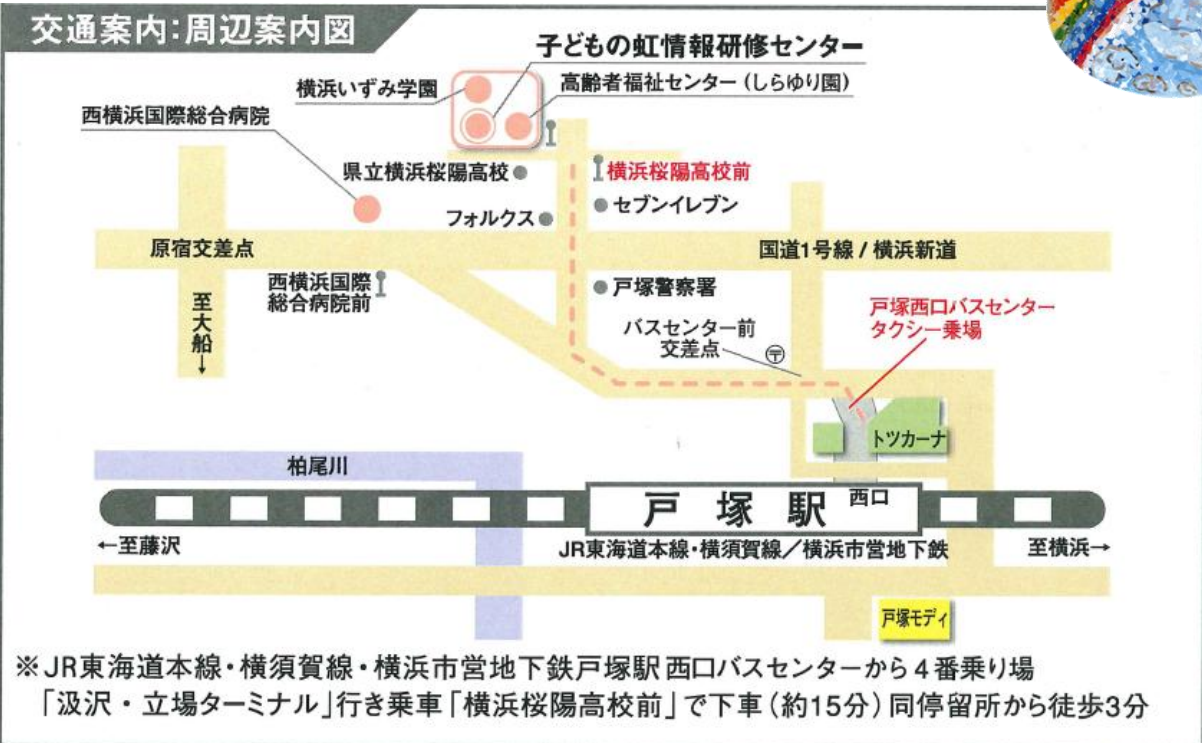 交通案内：周辺案内図
子どもの虹情報研修センター
横浜いずみ学園
高齢者福祉センター（しらゆり園）
西横浜国際総合病院
県立横浜桜陽高校
横浜桜陽高校前
フォルクス
セブンイレブン
原宿交差点
国道1号線 / 横浜新道
西横浜国際
総合病院前
戸塚警察署
至大船↓
戸塚西口バスセンター
タクシー乗場
バスセンター前
交差点
〒
トツカーナ
柏尾川
戸塚駅
西口
←至藤沢
JR東海道本線・横須賀線／横浜市営地下鉄
至横浜→
戸塚モディ
※JR東海道本線・横須賀線・横浜市営地下鉄戸塚駅西口バスセンターから4番乗り場
「汲沢・立場ターミナル」行き乗車「横浜桜陽高校前」で下車（約15分）同停留所から徒歩3分